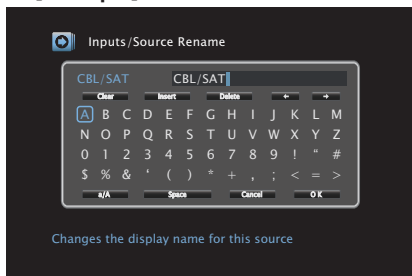 Inputs/Source Rename
CBL/SAT CBL/SAT
Clear Insert Delete ← →
A B C D E F G H I J K L M
N O P Q R S T U V W X Y Z
0 1 2 3 4 5 6 7 8 9 ! “ #
$ % & ‘ ( ) * + , ; < = >
a/A Space Cancel OK
Changes the display name for this source